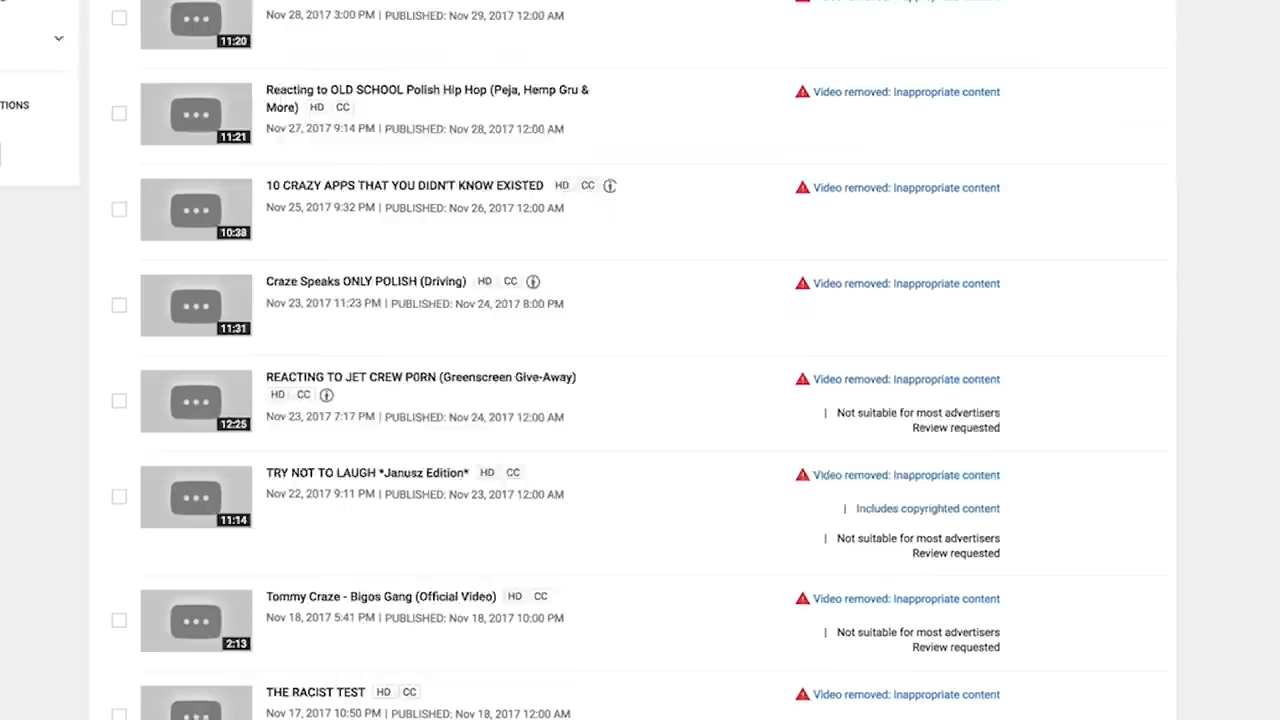 Nov 28, 2017 3:00 PM | PUBLISHED: Nov 29, 2017 12:00 AM
11:20
TIONS
Reacting to OLD SCHOOL Polish Hip Hop (Peja, Hemp Gru &
More) HD CC
Nov 27, 2017 9:14 PM | PUBLISHED: Nov 28, 2017 12:00 AM
11:21
Video removed: Inappropriate content
10 CRAZY APPS THAT YOU DIDN'T KNOW EXISTED HD CC
Nov 25, 2017 9:32 PM | PUBLISHED: Nov 26, 2017 12:00 AM
10:38
Video removed: Inappropriate content
Craze Speaks ONLY POLISH (Driving) HD CC
Nov 23, 2017 11:23 PM | PUBLISHED: Nov 24, 2017 8:00 PM
11:31
Video removed: Inappropriate content
REACTING TO JET CREW P0RN (Greenscreen Give-Away)
HD CC
Nov 23, 2017 7:17 PM | PUBLISHED: Nov 24, 2017 12:00 AM
12:25
Video removed: Inappropriate content
| Not suitable for most advertisers
Review requested
TRY NOT TO LAUGH *Janusz Edition* HD CC
Nov 22, 2017 9:11 PM | PUBLISHED: Nov 23, 2017 12:00 AM
11:14
Video removed: Inappropriate content
| Includes copyrighted content
| Not suitable for most advertisers
Review requested
Tommy Craze - Bigos Gang (Official Video) HD CC
Nov 18, 2017 5:41 PM | PUBLISHED: Nov 18, 2017 10:00 PM
2:13
Video removed: Inappropriate content
| Not suitable for most advertisers
Review requested
THE RACIST TEST HD CC
Nov 17, 2017 10:50 PM | PUBLISHED: Nov 18, 2017 12:00 AM
Video removed: Inappropriate content